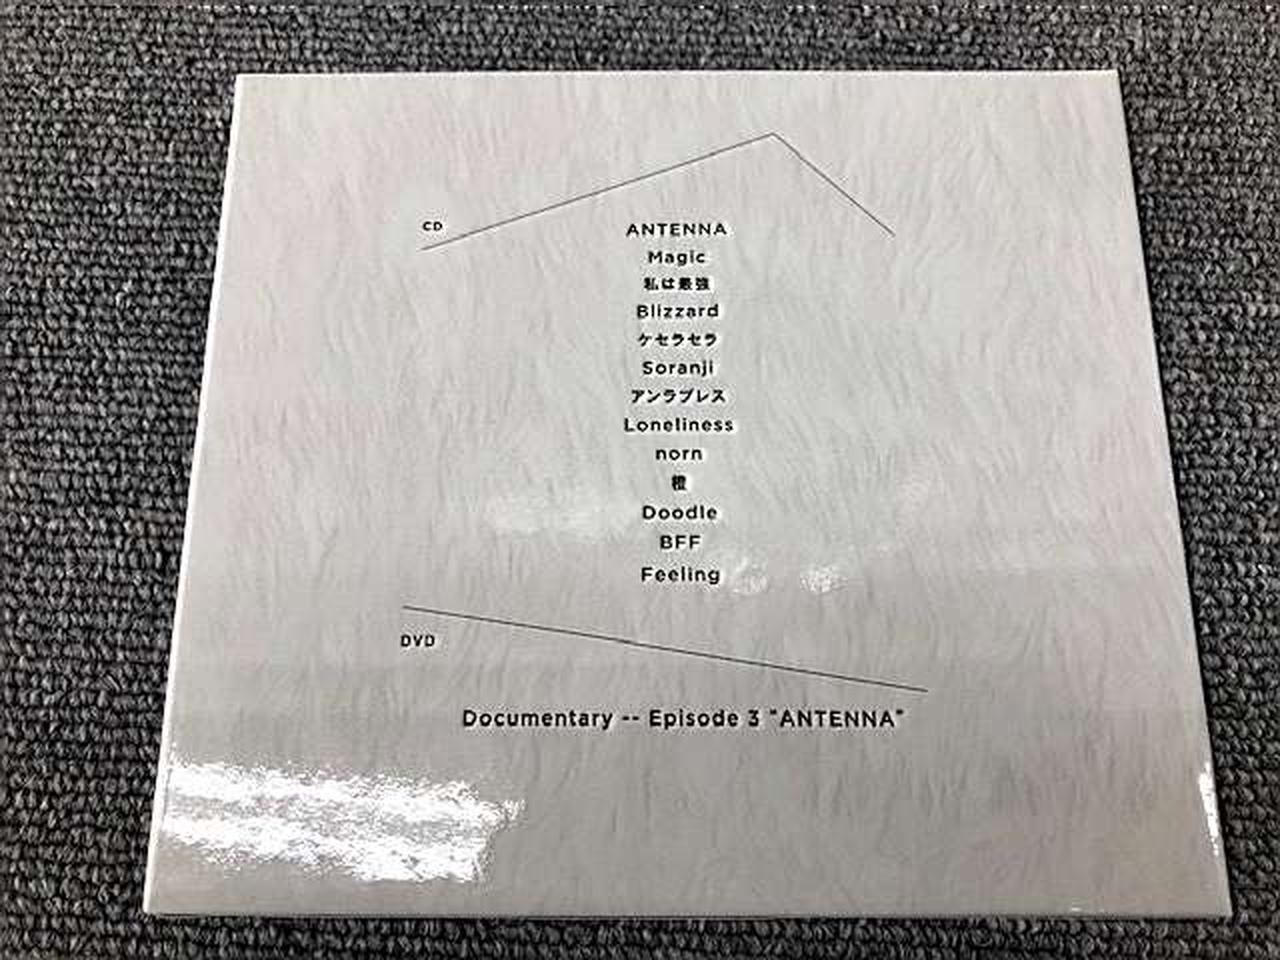 CD
ANTENNA
Magic
私は最強
Blizzard
ケセラセラ
Soranji
アンラブレス
Loneliness
norn
橙
Doodle
BFF
Feeling
DVD
Documentary -- Episode 3 "ANTENNA"